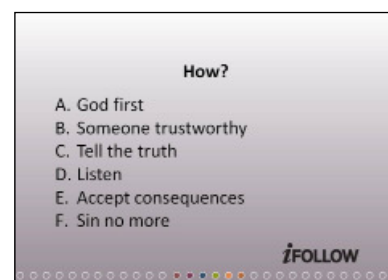 How?
A. God first
B. Someone trustworthy
C. Tell the truth
D. Listen
E. Accept consequences
F. Sin no more
iFOLLOW